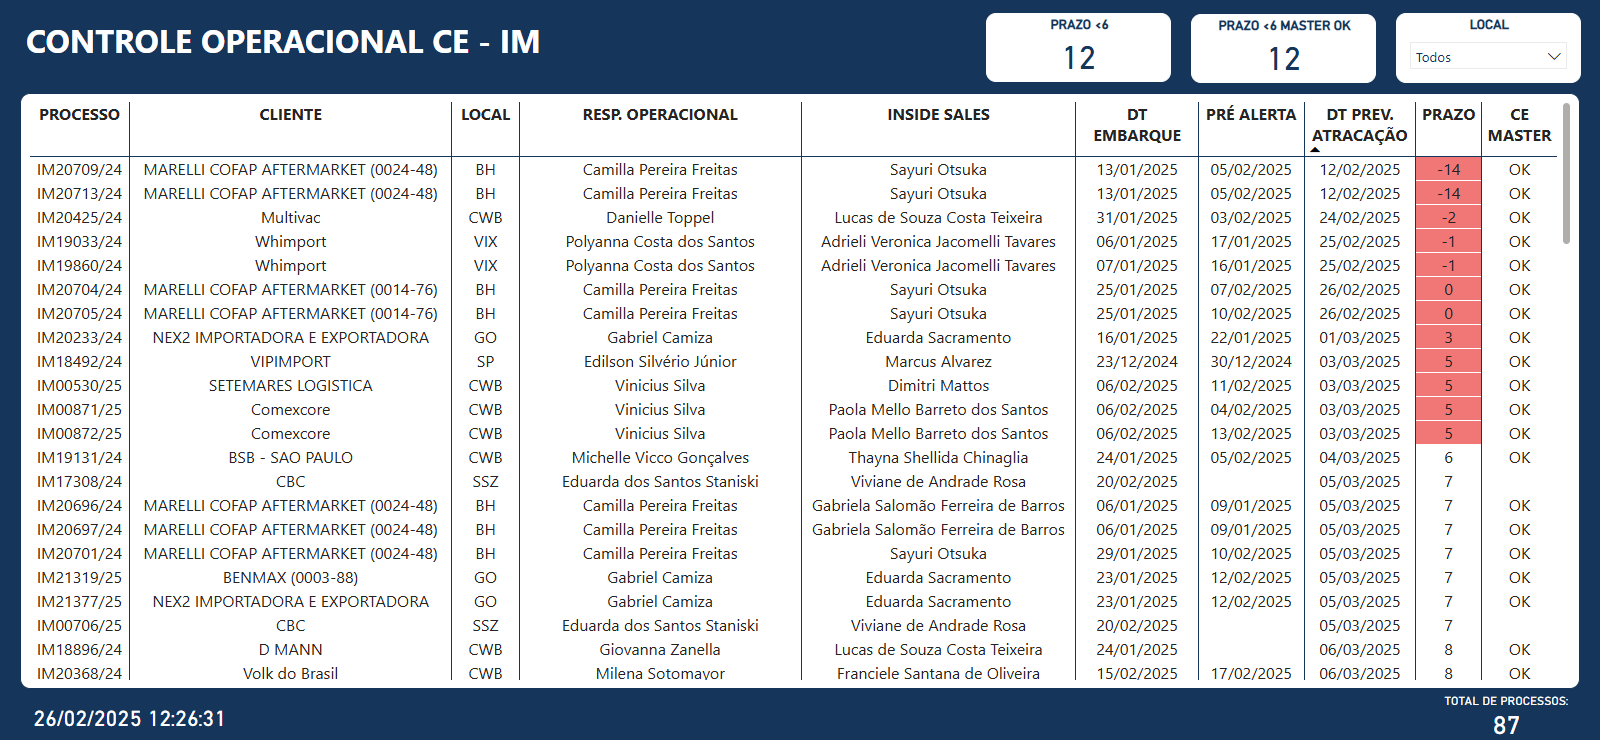 CONTROLE OPERACIONAL CE - IM
PRAZO <6
12
PRAZO <6 MASTER OK
12
LOCAL
Todos
PROCESSO CLIENTE LOCAL RESP. OPERACIONAL INSIDE SALES DT EMBARQUE PRÉ ALERTA DT PREV. ATRACAÇÃO PRAZO CE MASTER
IM20709/24 MARELLI COFAP AFTERMARKET (0024-48) BH Camilla Pereira Freitas Sayuri Otsuka 13/01/2025 05/02/2025 12/02/2025 -14 OK
IM20713/24 MARELLI COFAP AFTERMARKET (0024-48) BH Camilla Pereira Freitas Sayuri Otsuka 13/01/2025 05/02/2025 12/02/2025 -14 OK
IM20425/24 Multivac CWB Danielle Toppel Lucas de Souza Costa Teixeira 31/01/2025 03/02/2025 24/02/2025 -2 OK
IM19033/24 Whimport VIX Polyanna Costa dos Santos Adrieli Veronica Jacomelli Tavares 06/01/2025 17/01/2025 25/02/2025 -1 OK
IM19860/24 Whimport VIX Polyanna Costa dos Santos Adrieli Veronica Jacomelli Tavares 07/01/2025 16/01/2025 25/02/2025 -1 OK
IM20704/24 MARELLI COFAP AFTERMARKET (0014-76) BH Camilla Pereira Freitas Sayuri Otsuka 25/01/2025 07/02/2025 26/02/2025 0 OK
IM20705/24 MARELLI COFAP AFTERMARKET (0014-76) BH Camilla Pereira Freitas Sayuri Otsuka 25/01/2025 10/02/2025 26/02/2025 0 OK
IM20233/24 NEX2 IMPORTADORA E EXPORTADORA GO Gabriel Camiza Eduarda Sacramento 16/01/2025 22/01/2025 01/03/2025 3 OK
IM18492/24 VIPIMPORT SP Edilson Silvério Júnior Marcus Alvarez 23/12/2024 30/12/2024 03/03/2025 5 OK
IM00530/25 SETEMARES LOGISTICA CWB Vinicius Silva Dimitri Mattos 06/02/2025 11/02/2025 03/03/2025 5 OK
IM00871/25 Comexcore CWB Vinicius Silva Paola Mello Barreto dos Santos 06/02/2025 04/02/2025 03/03/2025 5 OK
IM00872/25 Comexcore CWB Vinicius Silva Paola Mello Barreto dos Santos 06/02/2025 13/02/2025 03/03/2025 5 OK
IM19131/24 BSB - SAO PAULO CWB Michelle Vicco Gonçalves Thayna Shellida Chinaglia 24/01/2025 05/02/2025 04/03/2025 6 OK
IM17308/24 CBC SSZ Eduarda dos Santos Staniski Viviane de Andrade Rosa 20/02/2025 05/03/2025 7
IM20696/24 MARELLI COFAP AFTERMARKET (0024-48) BH Camilla Pereira Freitas Gabriela Salomão Ferreira de Barros 06/01/2025 09/01/2025 05/03/2025 7 OK
IM20697/24 MARELLI COFAP AFTERMARKET (0024-48) BH Camilla Pereira Freitas Gabriela Salomão Ferreira de Barros 06/01/2025 09/01/2025 05/03/2025 7 OK
IM20701/24 MARELLI COFAP AFTERMARKET (0024-48) BH Camilla Pereira Freitas Sayuri Otsuka 29/01/2025 10/02/2025 05/03/2025 7 OK
IM21319/25 BENMAX (0003-88) GO Gabriel Camiza Eduarda Sacramento 23/01/2025 12/02/2025 05/03/2025 7 OK
IM21377/25 NEX2 IMPORTADORA E EXPORTADORA GO Gabriel Camiza Eduarda Sacramento 23/01/2025 12/02/2025 05/03/2025 7 OK
IM00706/25 CBC SSZ Eduarda dos Santos Staniski Viviane de Andrade Rosa 20/02/2025 05/03/2025 7
IM18896/24 D MANN CWB Giovanna Zanella Lucas de Souza Costa Teixeira 24/01/2025 06/03/2025 8 OK
IM20368/24 Volk do Brasil CWB Milena Sotomayor Franciele Santana de Oliveira 15/02/2025 17/02/2025 06/03/2025 8 OK
26/02/2025 12:26:31
TOTAL DE PROCESSOS:
87